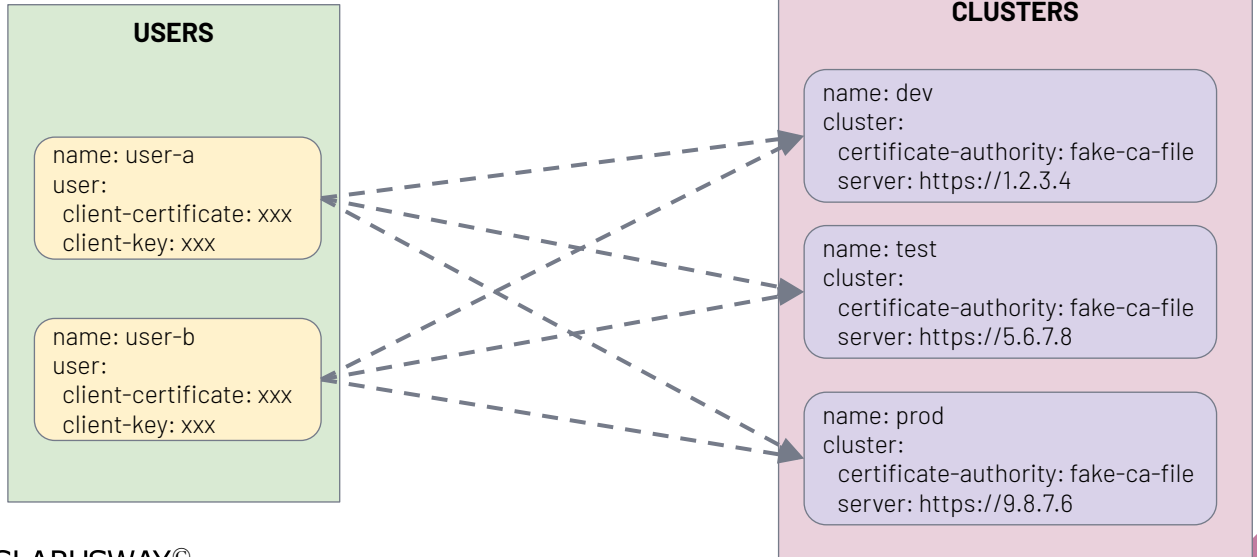 USERS
name: user-a
user:
client-certificate: xxx
client-key: xxx
name: user-b
user:
client-certificate: xxx
client-key: xxx
CLUSTERS
name: dev
cluster:
certificate-authority: fake-ca-file
server: https://1.2.3.4
name: test
cluster:
certificate-authority: fake-ca-file
server: https://5.6.7.8
name: prod
cluster:
certificate-authority: fake-ca-file
server: https://9.8.7.6
CLARUSWAY©